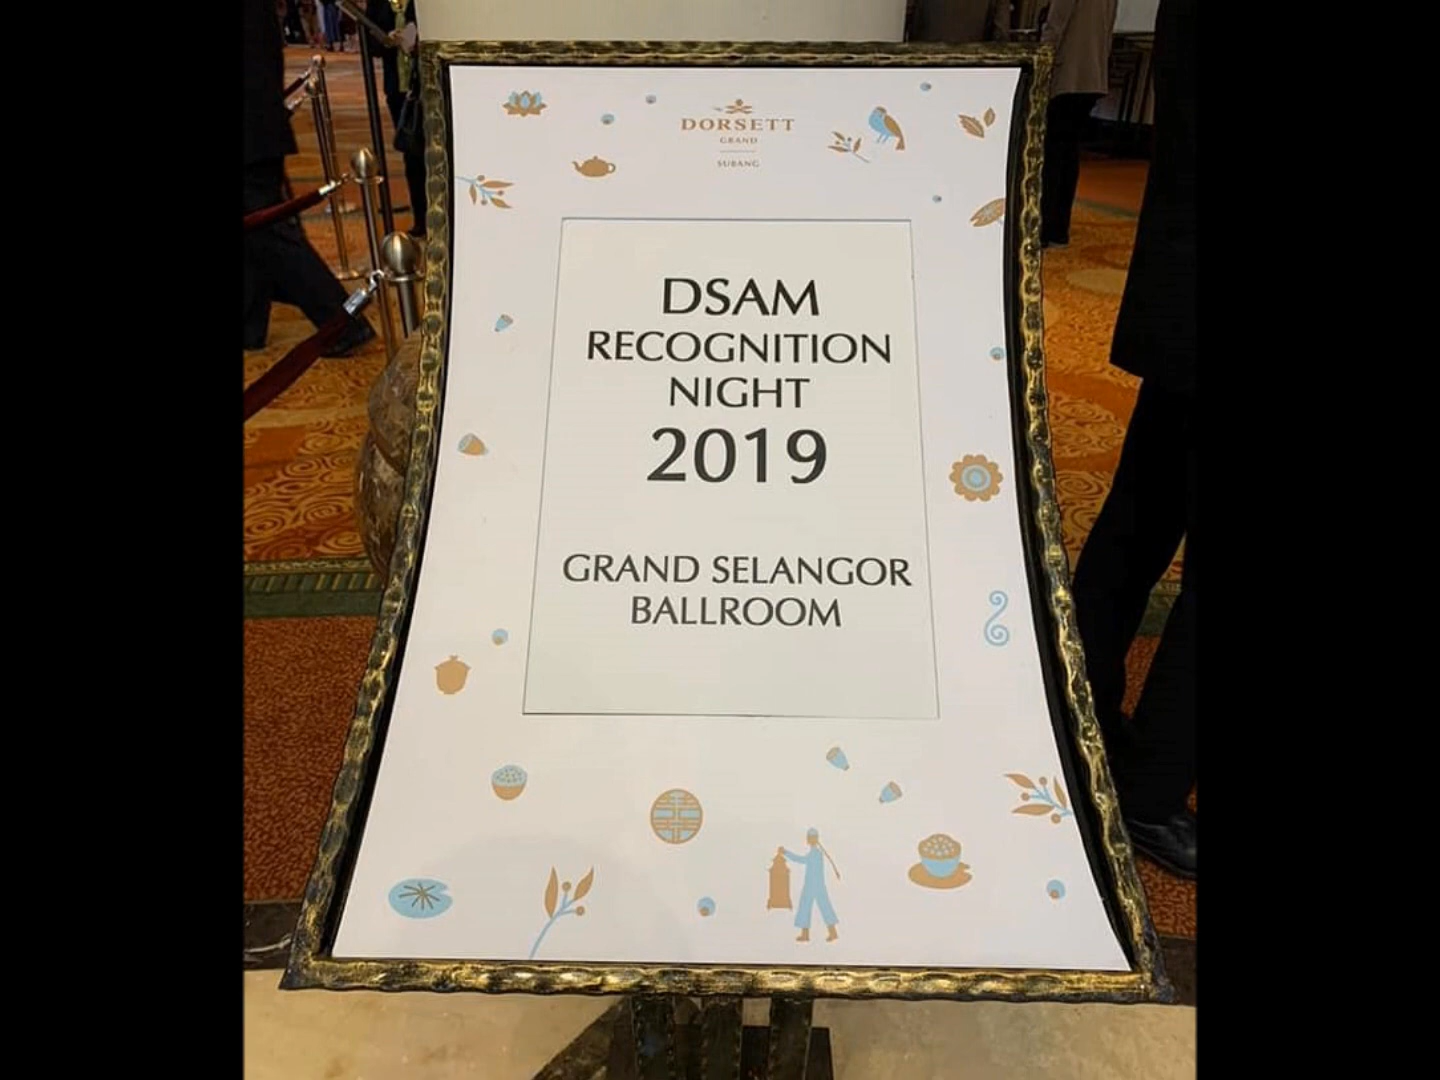 DORSETT
GRAND
SUBANG
DSAM
RECOGNITION
NIGHT
2019
GRAND SELANGOR
BALLROOM